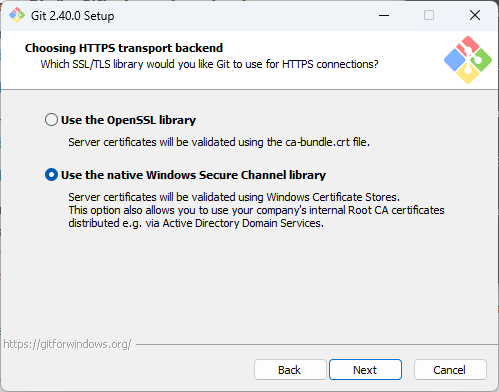 Git 2.40.0 Setup
Choosing HTTPS transport backend
Which SSL/TLS library would you like Git to use for HTTPS connections?
Use the OpenSSL library
Server certificates will be validated using the ca-bundle.crt file.
Use the native Windows Secure Channel library
Server certificates will be validated using Windows Certificate Stores.
This option also allows you to use your company's internal Root CA certificates
distributed e.g. via Active Directory Domain Services.
https://gitforwindows.org/
Back
Next
Cancel